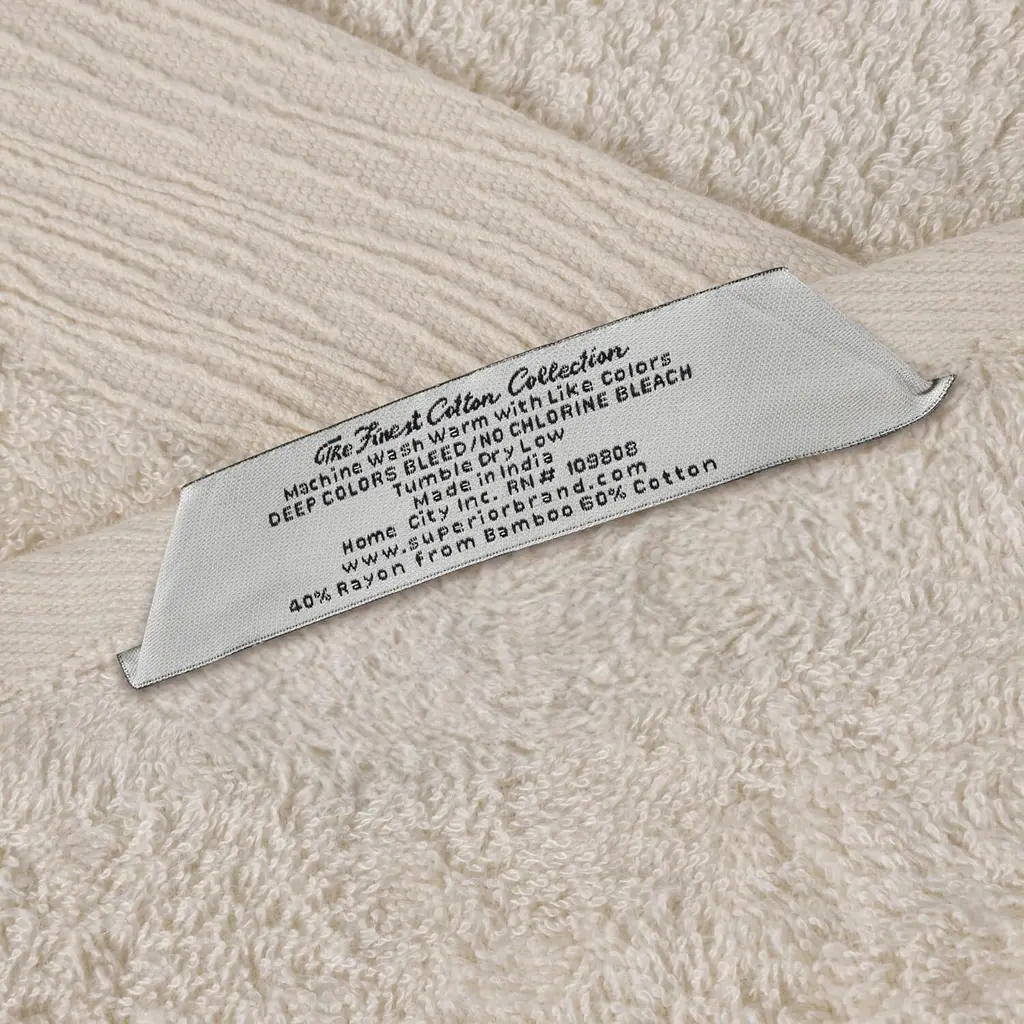 The Finest Cotton Collection
Machine Wash Warm with Like Colors
DEEP COLORS BLEED/NO CHLORINE BLEACH
Tumble Dry Low
Made in India
Home City Inc. RN# 109808
www.superiorbrand.com
40% Rayon from Bamboo 60% Cotton